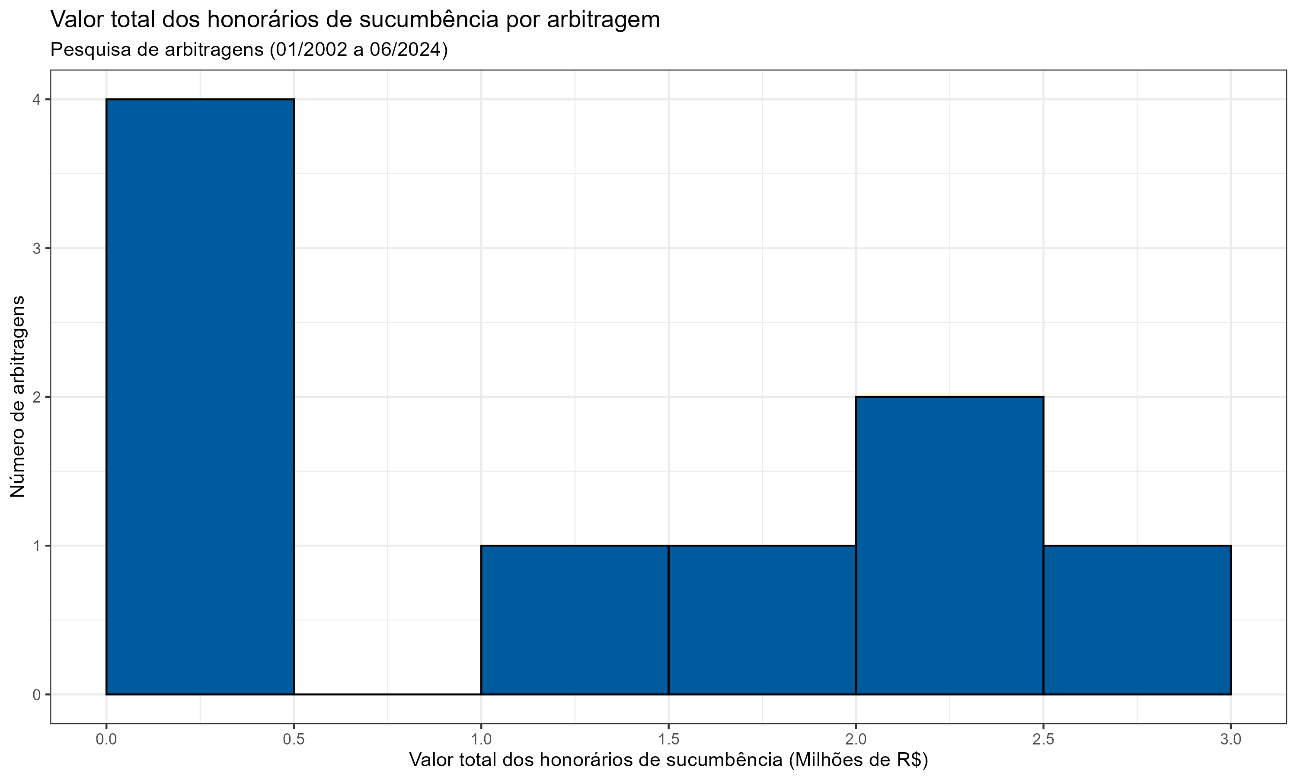 Valor total dos honorários de sucumbência por arbitragem
Pesquisa de arbitragens (01/2002 a 06/2024)
Número de arbitragens
4
3
2
1
0
0.0 0.5 1.0 1.5 2.0 2.5 3.0
Valor total dos honorários de sucumbência (Milhões de R$)